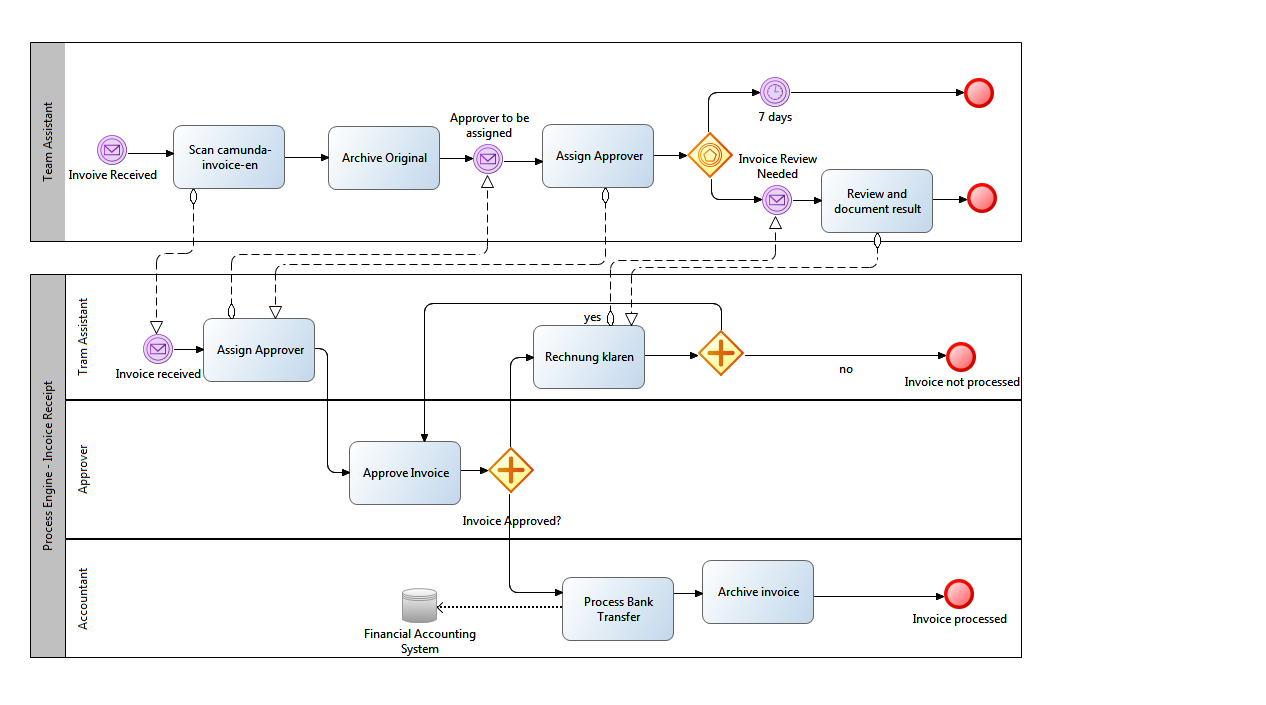 Team Assistant
Invoive Received
Scan camunda-
invoice-en
Archive Original
Approver to be
assigned
Assign Approver
7 days
Invoice Review
Needed
Review and
document result
Process Engine - Incoice Receipt
Tram Assistant
Invoice received
Assign Approver
yes
Rechnung klaren
no
Invoice not processed
Approver
Approve Invoice
Invoice Approved?
Accountant
Financial Accounting
System
Process Bank
Transfer
Archive invoice
Invoice processed